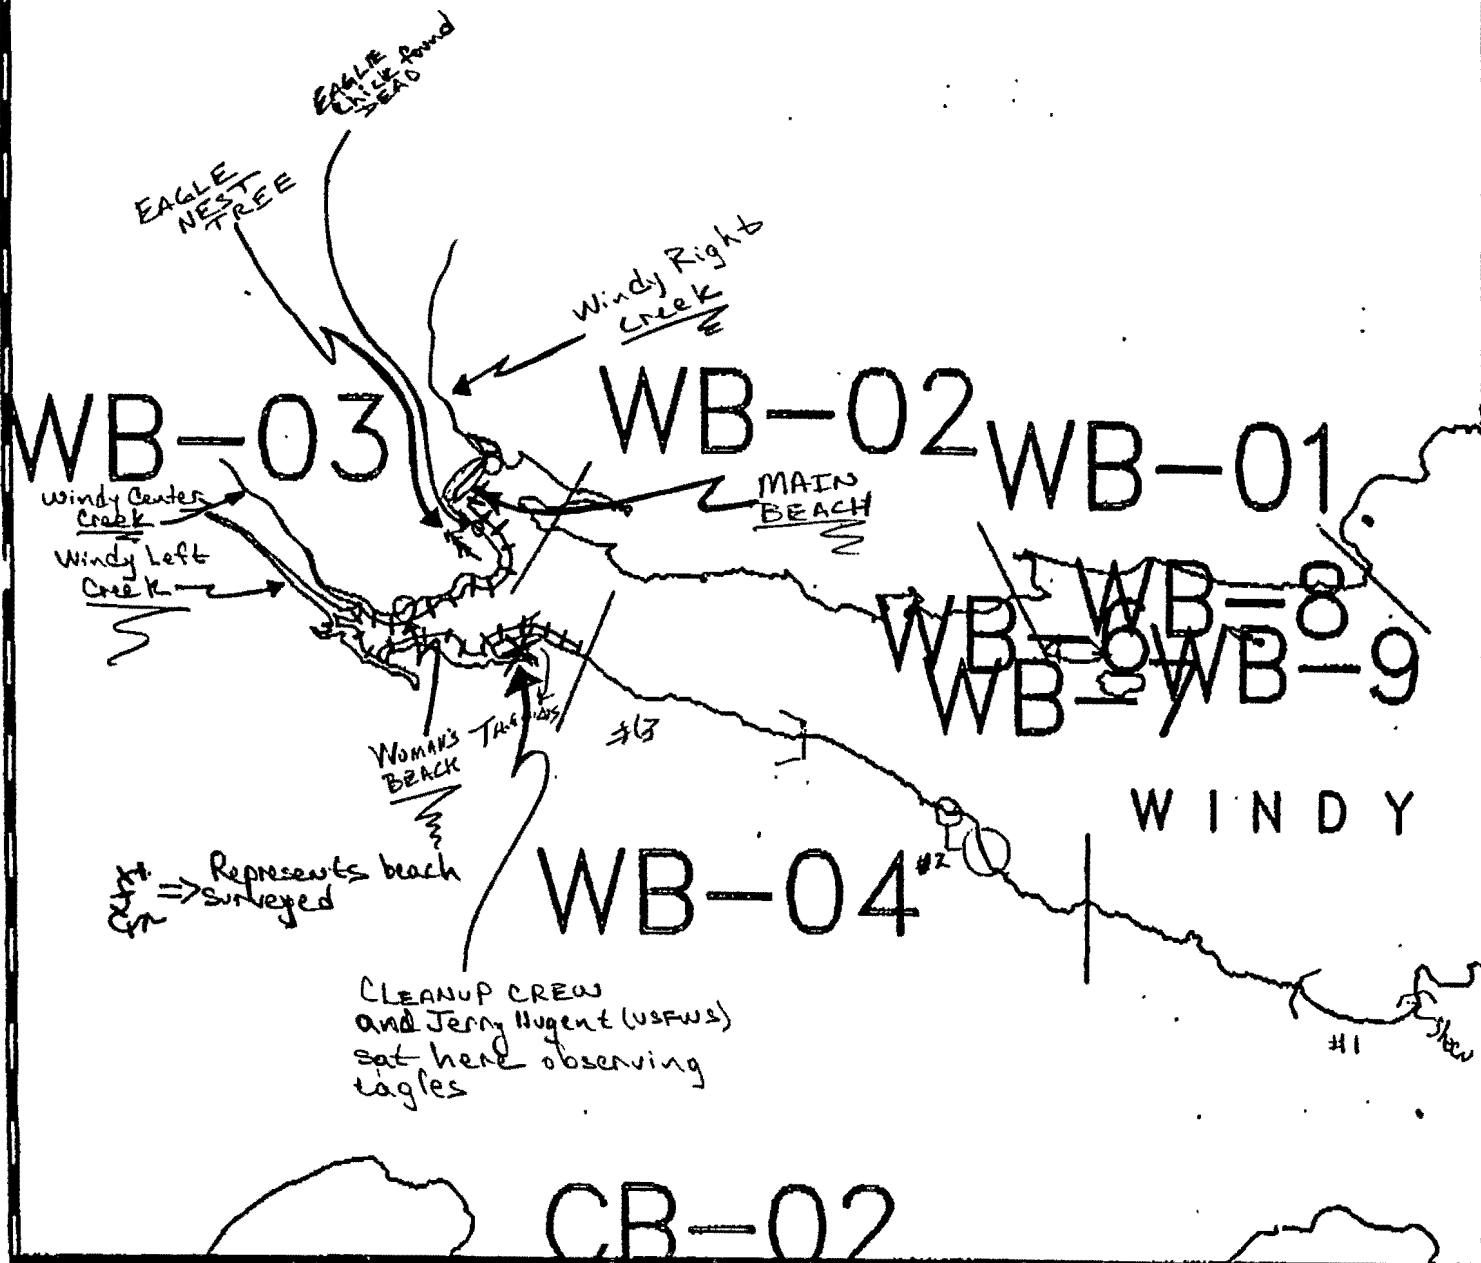 EAGLE
chick found
DEAD
EAGLE
NEST
TREE
Windy Right
Creek
WB-03
WB-02
WB-01
Windy Center
Creek
MAIN
BEACH
Windy Left
Creek
WB-8
WB-6
WB-9
WB-7
WOMAN'S
BEACH
#3
WINDY
#2
=> Represents beach
surveyed
WB-04
CLEANUP CREW
and Jerry Nugent (USFWS)
sat here observing
Eagles
#1
CB-02